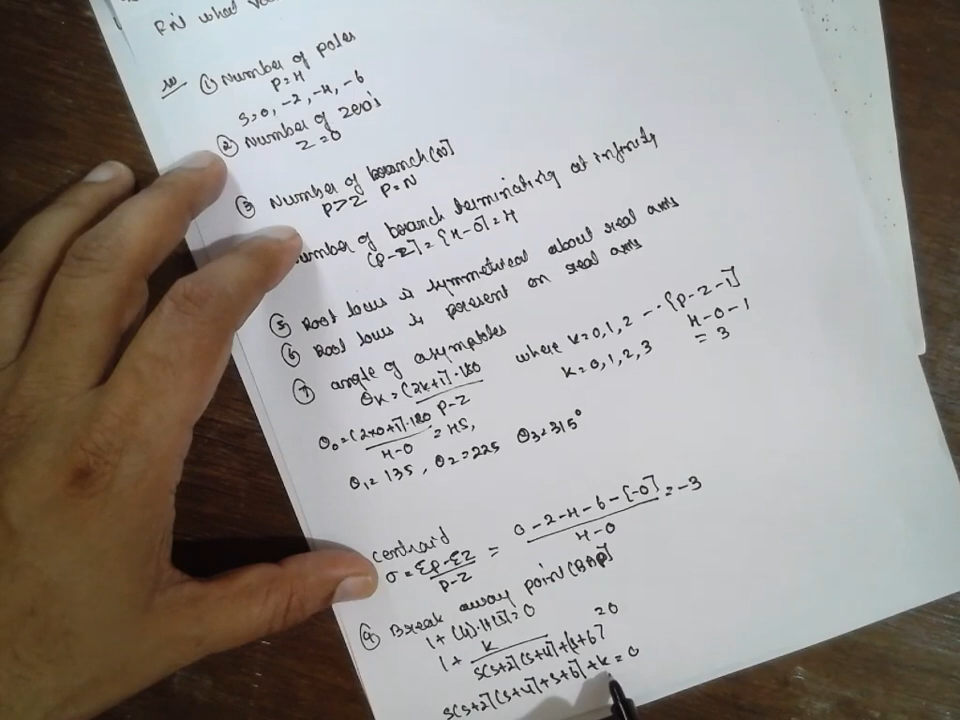 what
① Number of poles
P=4
S=0, -2, -4, -6
② Number of zero's
Z=0
③ Number of branch[N]
P>Z P=N
umber of branch terminating at infinity
[P-Z]=[4-0]=4
⑤ Root locus is symmetrical about real axis
⑥ Root locus is present on real axis
⑦ angle of asymptotes
θK=(2K+1].180 where K=0,1,2 --[P-Z-1]
P-Z
K=0,1,2,3 4-0-1
= 3
θ0=(2x0+1].180 = 45,
4-0
θ1=135, θ2=225 θ3=315°
centroid
σ=ΣP-ΣZ = 0-2-4-6-[-0] =-3
P-Z 4-0
⑨ Break away point(BAP]
1+G(s).H(s)=0
1+ K =0
S(s+2](s+4]+(s+6]
S(s+2](s+4]+s+6]+K=0